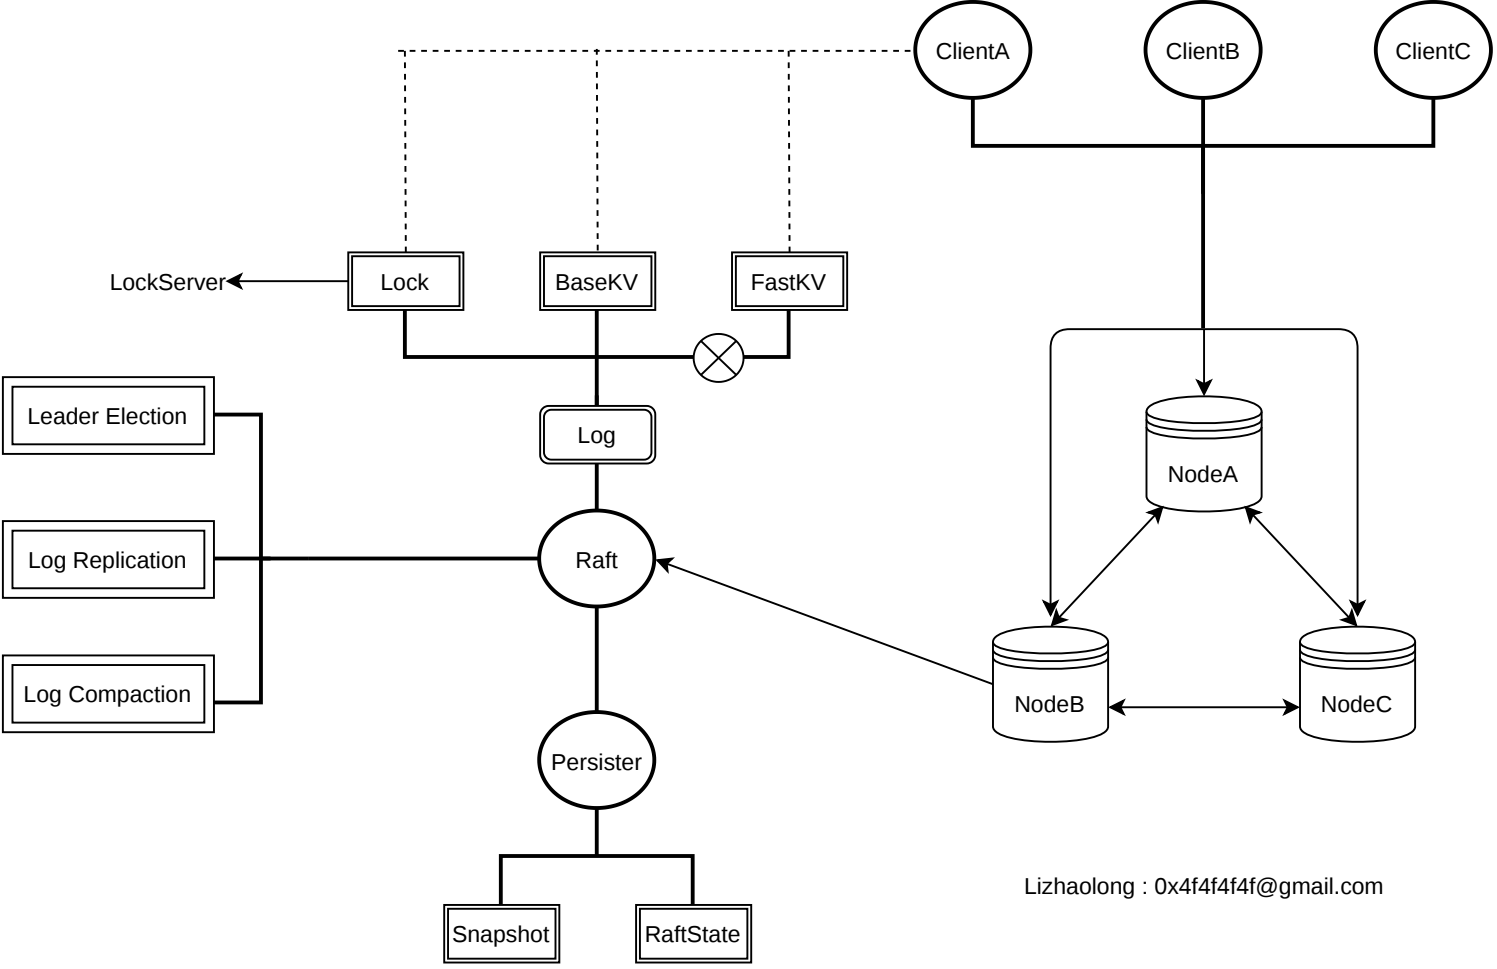 ClientA
ClientB
ClientC
LockServer
Lock
BaseKV
FastKV
Leader Election
Log
NodeA
Log Replication
Raft
Log Compaction
NodeB
NodeC
Persister
Lizhaolong : 0x4f4f4f4f@gmail.com
Snapshot
RaftState